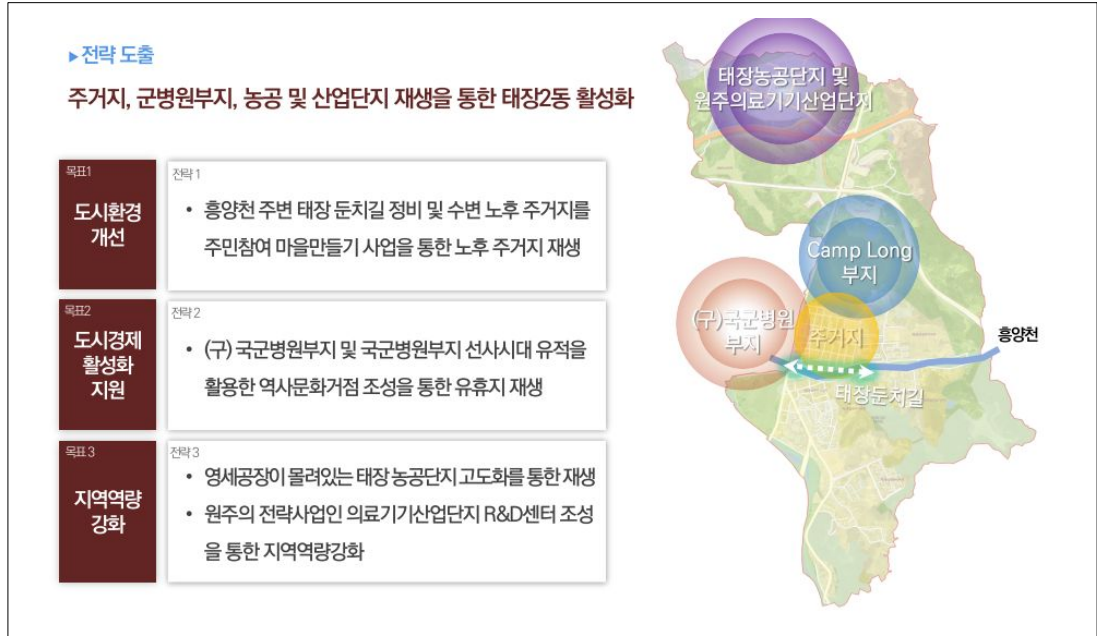 ▶전략 도출
주거지, 군병원부지, 농공 및 산업단지 재생을 통한 태장2동 활성화
목표1
도시환경
개선
전략 1
• 흥양천 주변 태장 둔치길 정비 및 수변 노후 주거지를
주민참여 마을만들기 사업을 통한 노후 주거지 재생
목표2
도시경제
활성화
지원
전략 2
• (구) 국군병원부지 및 국군병원부지 선사시대 유적을
활용한 역사문화거점 조성을 통한 유휴지 재생
목표 3
지역역량
강화
전략 3
• 영세공장이 몰려있는 태장 농공단지 고도화를 통한 재생
• 원주의 전략사업인 의료기기산업단지 R&D센터 조성
을 통한 지역역량강화
태장농공단지 및
원주의료기기산업단지
Camp Long
부지
(구)국군병원
부지
주거지
흥양천
태장둔치길